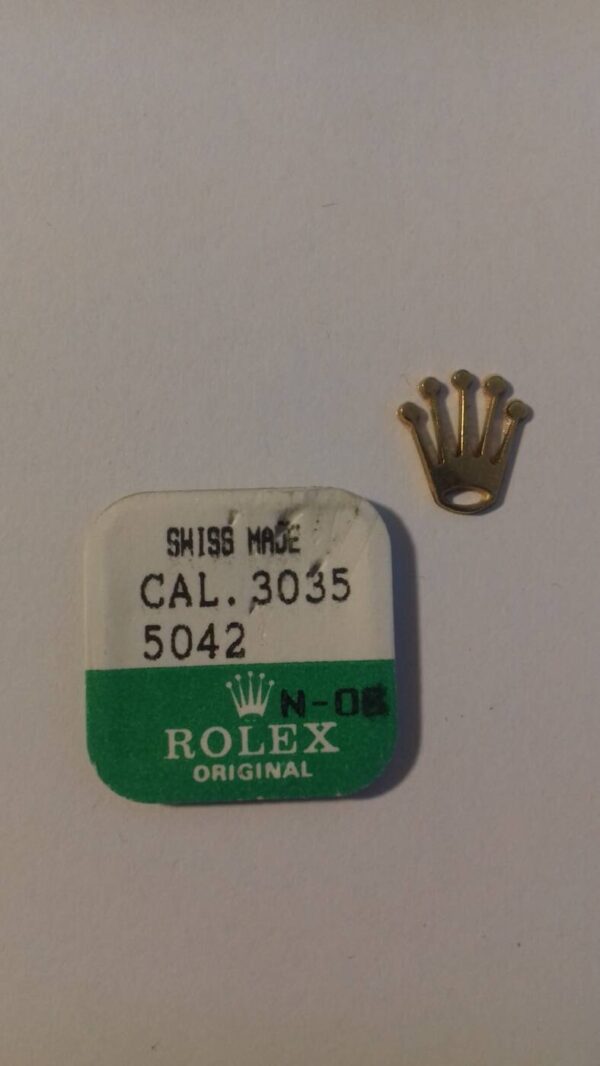 SWISS MADE
CAL. 3035
5042
ROLEX
ORIGINAL